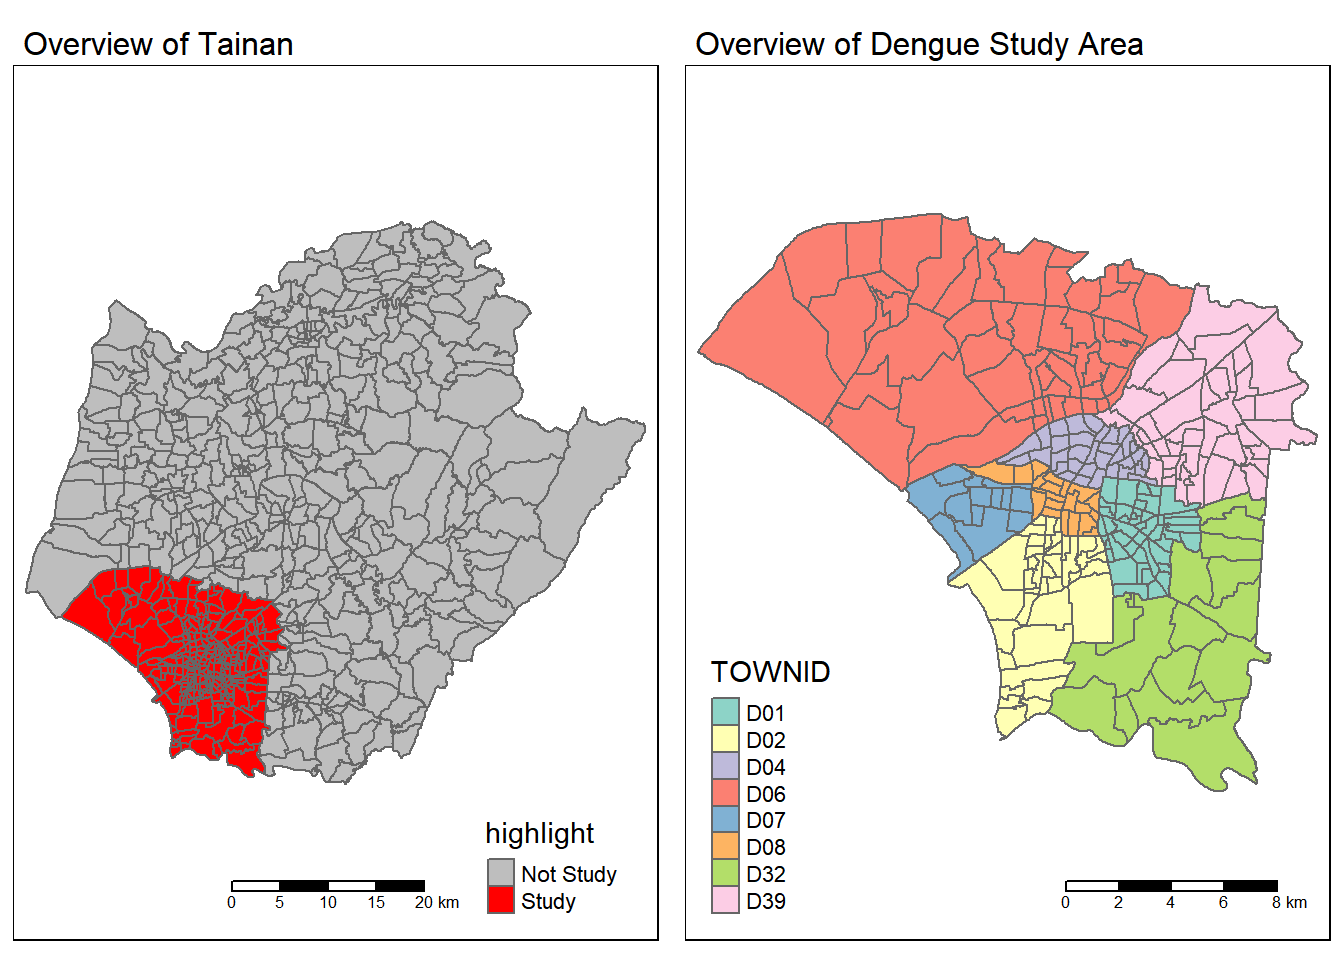 Overview of Tainan
highlight
Not Study
Study
0 5 10 15 20 km
Overview of Dengue Study Area
TOWNID
D01
D02
D04
D06
D07
D08
D32
D39
0 2 4 6 8 km